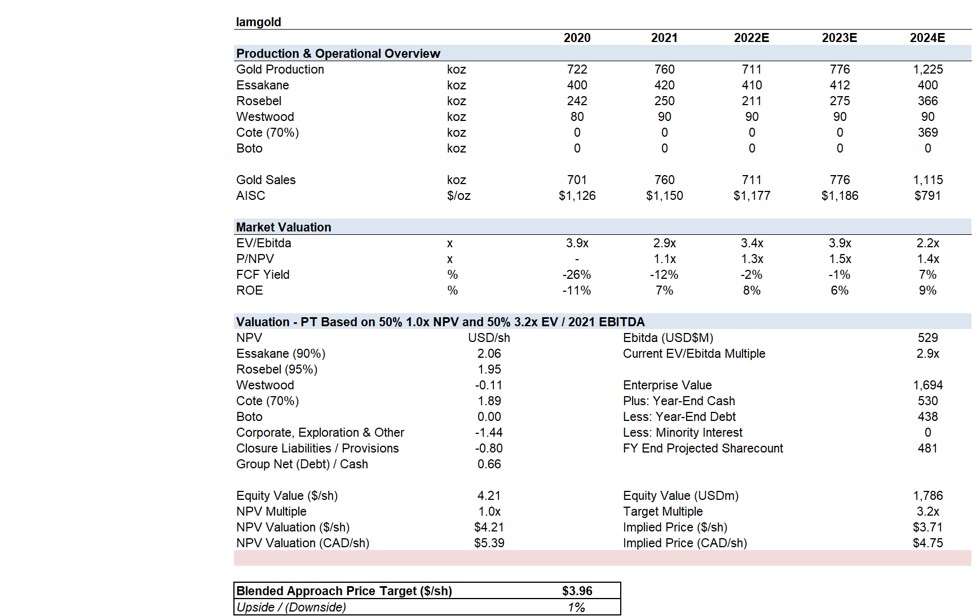 Iamgold
2020 2021 2022E 2023E 2024E
Production & Operational Overview
Gold Production koz 722 760 711 776 1,225
Essakane koz 400 420 410 412 400
Rosebel koz 242 250 211 275 366
Westwood koz 80 90 90 90 90
Cote (70%) koz 0 0 0 0 369
Boto koz 0 0 0 0 0
Gold Sales koz 701 760 711 776 1,115
AISC $/oz $1,126 $1,150 $1,177 $1,186 $791
Market Valuation
EV/Ebitda x 3.9x 2.9x 3.4x 3.9x 2.2x
P/NPV x - 1.1x 1.3x 1.5x 1.4x
FCF Yield % -26% -12% -2% -1% 7%
ROE % -11% 7% 8% 6% 9%
Valuation - PT Based on 50% 1.0x NPV and 50% 3.2x EV / 2021 EBITDA
NPV USD/sh Ebitda (USD$M) 529
Essakane (90%) 2.06 Current EV/Ebitda Multiple 2.9x
Rosebel (95%) 1.95
Westwood -0.11 Enterprise Value 1,694
Cote (70%) 1.89 Plus: Year-End Cash 530
Boto 0.00 Less: Year-End Debt 438
Corporate, Exploration & Other -1.44 Less: Minority Interest 0
Closure Liabilities / Provisions -0.80 FY End Projected Sharecount 481
Group Net (Debt) / Cash 0.66
Equity Value ($/sh) 4.21 Equity Value (USDm) 1,786
NPV Multiple 1.0x Target Multiple 3.2x
NPV Valuation ($/sh) $4.21 Implied Price ($/sh) $3.71
NPV Valuation (CAD/sh) $5.39 Implied Price (CAD/sh) $4.75
Blended Approach Price Target ($/sh) $3.96
Upside / (Downside) 1%